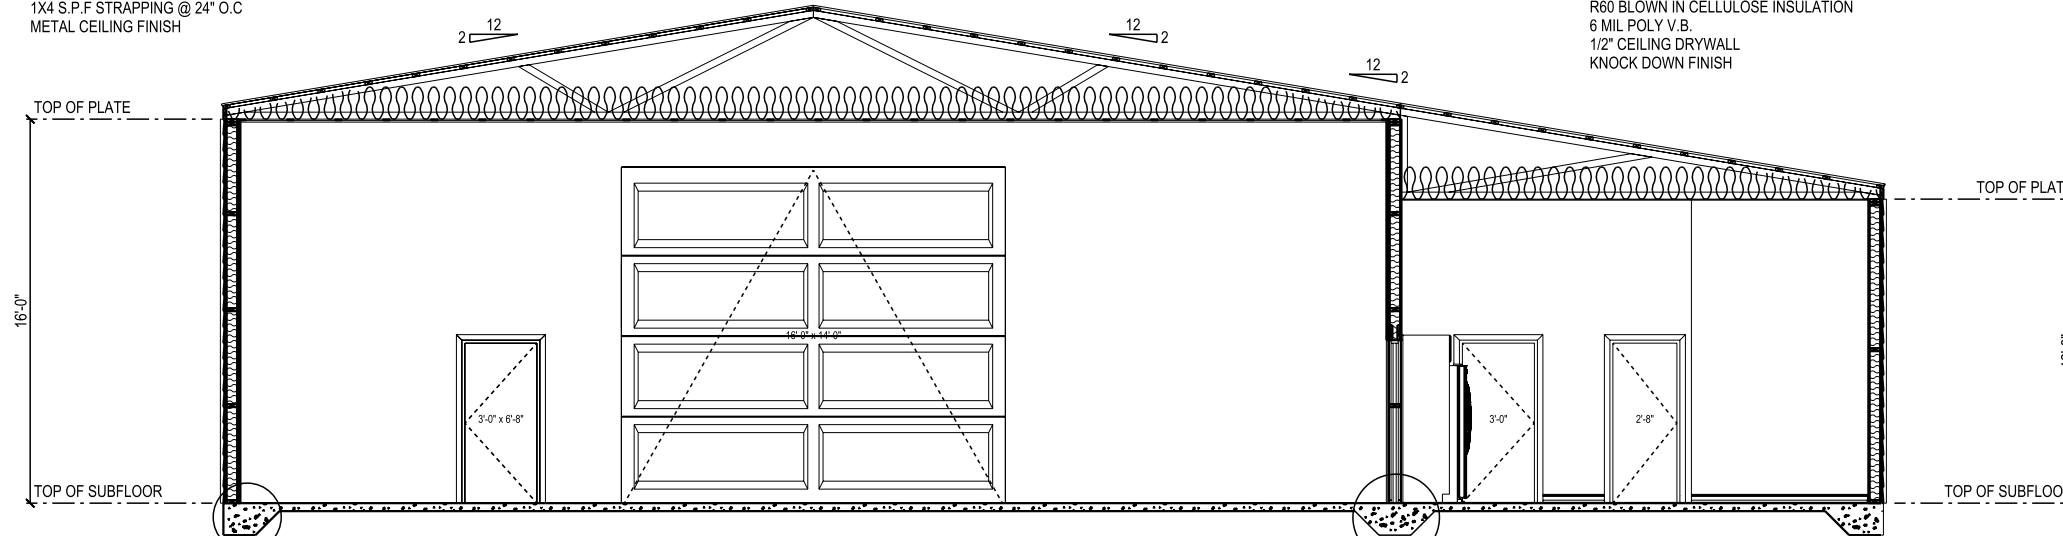 1X4 S.P.F STRAPPING @ 24" O.C
METAL CEILING FINISH
R60 BLOWN IN CELLULOSE INSULATION
6 MIL POLY V.B.
1/2" CEILING DRYWALL
KNOCK DOWN FINISH
12
2
12
2
12
2
TOP OF PLATE
TOP OF PLAT
16'-0"
16'-0" x 14'-0"
3'-0" x 6'-8"
3'-0"
2'-8"
TOP OF SUBFLOOR
TOP OF SUBFLOO